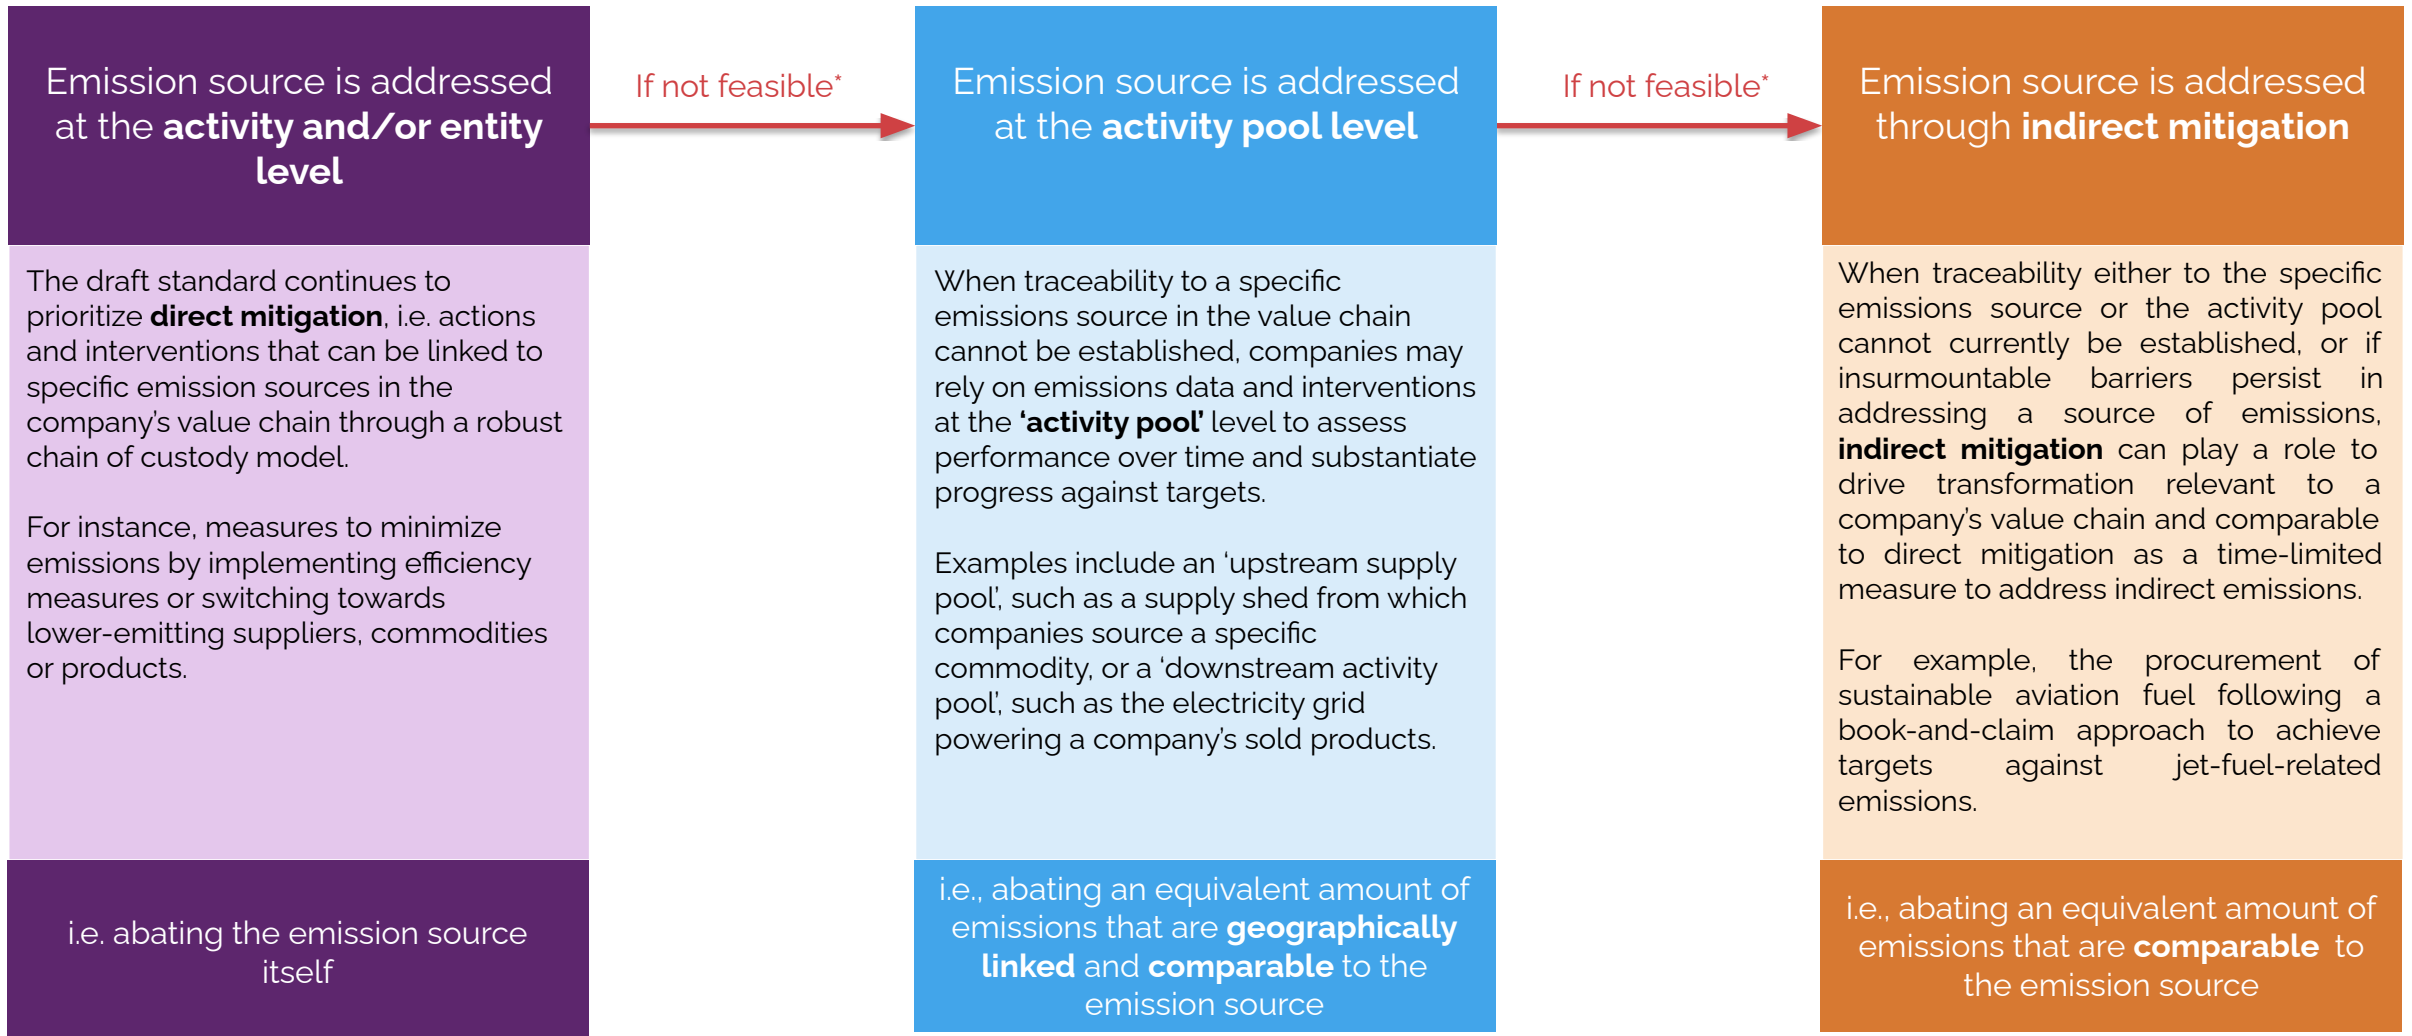 Emission source is addressed
at the activity and/or entity
level
If not feasible*
Emission source is addressed
at the activity pool level
If not feasible*
Emission source is addressed
through indirect mitigation
The draft standard continues to
prioritize direct mitigation, i.e. actions
and interventions that can be linked to
specific emission sources in the
company’s value chain through a robust
chain of custody model.
For instance, measures to minimize
emissions by implementing efficiency
measures or switching towards
lower-emitting suppliers, commodities
or products.
When traceability to a specific
emissions source in the value chain
cannot be established, companies may
rely on emissions data and interventions
at the ‘activity pool’ level to assess
performance over time and substantiate
progress against targets.
Examples include an ‘upstream supply
pool’, such as a supply shed from which
companies source a specific
commodity, or a ‘downstream activity
pool’, such as the electricity grid
powering a company’s sold products.
When traceability either to the specific
emissions source or the activity pool
cannot currently be established, or if
insurmountable barriers persist in
addressing a source of emissions,
indirect mitigation can play a role to
drive transformation relevant to a
company’s value chain and comparable
to direct mitigation as a time-limited
measure to address indirect emissions.
For example, the procurement of
sustainable aviation fuel following a
book-and-claim approach to achieve
targets against jet-fuel-related
emissions.
i.e. abating the emission source
itself
i.e., abating an equivalent amount of
emissions that are geographically
linked and comparable to the
emission source
i.e., abating an equivalent amount of
emissions that are comparable to
the emission source